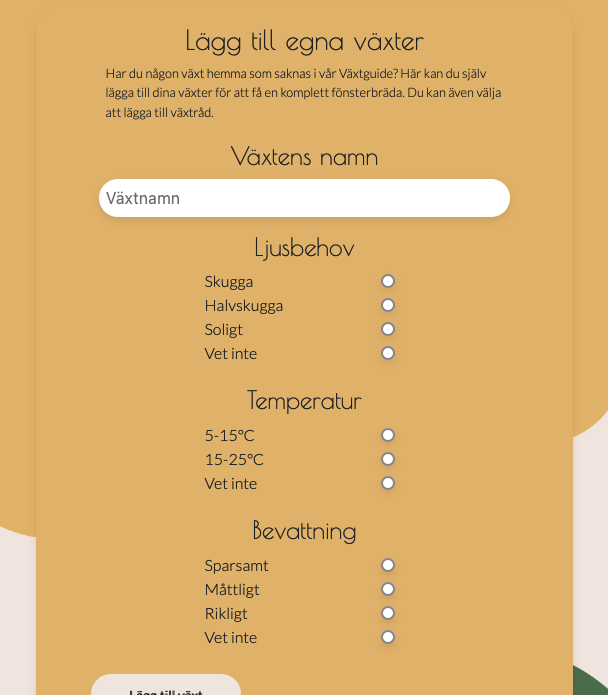 Lägg till egna växter
Har du någon växt hemma som saknas i vår Växtguide? Här kan du själv
lägga till dina växter för att få en komplett fönsterbräda. Du kan även välja
att lägga till växtråd.
Växtens namn
Växtnamn
Ljusbehov
Skugga
Halvskugga
Soligt
Vet inte
Temperatur
5-15°C
15-25°C
Vet inte
Bevattning
Sparsamt
Måttligt
Rikligt
Vet inte
Lägg till växt